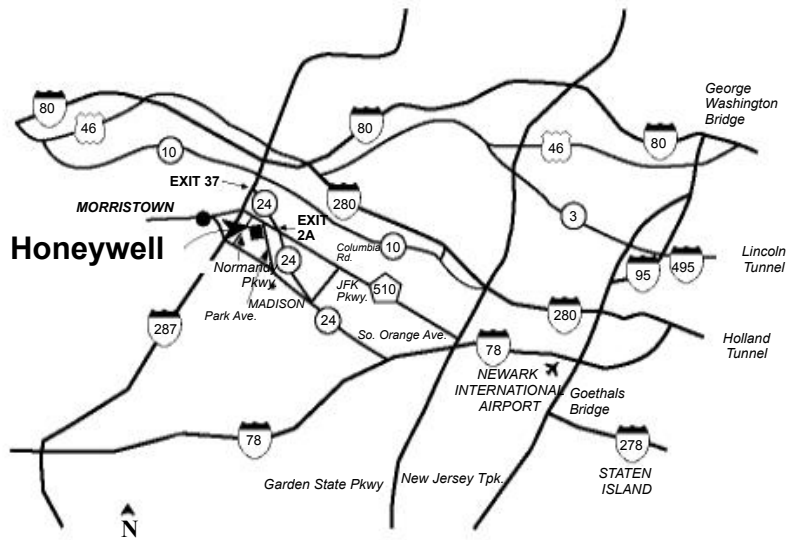 80
46
10
EXIT 37
24
MORRISTOWN
Honeywell
EXIT
2A
24
Normandy
Pkwy.
MADISON
Park Ave.
24
287
280
80
46
80
George
Washington
Bridge
3
Columbia
Rd.
10
JFK
Pkwy.
510
So. Orange Ave.
95
495
Lincoln
Tunnel
280
Holland
Tunnel
78
NEWARK
INTERNATIONAL
AIRPORT
Goethals
Bridge
78
278
STATEN
ISLAND
Garden State Pkwy
New Jersey Tpk.
N